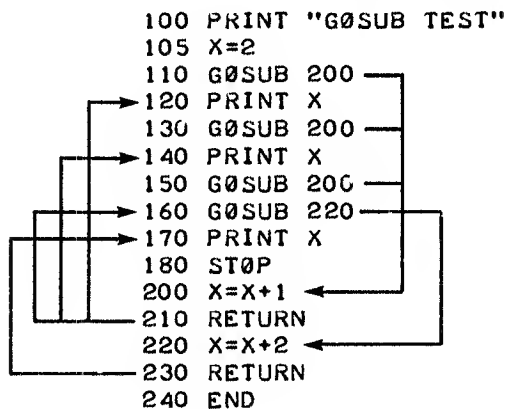 100 PRINT "GØSUB TEST"
105 X=2
110 GØSUB 200
120 PRINT X
130 GØSUB 200
140 PRINT X
150 GØSUB 200
160 GØSUB 220
170 PRINT X
180 STØP
200 X=X+1
210 RETURN
220 X=X+2
230 RETURN
240 END